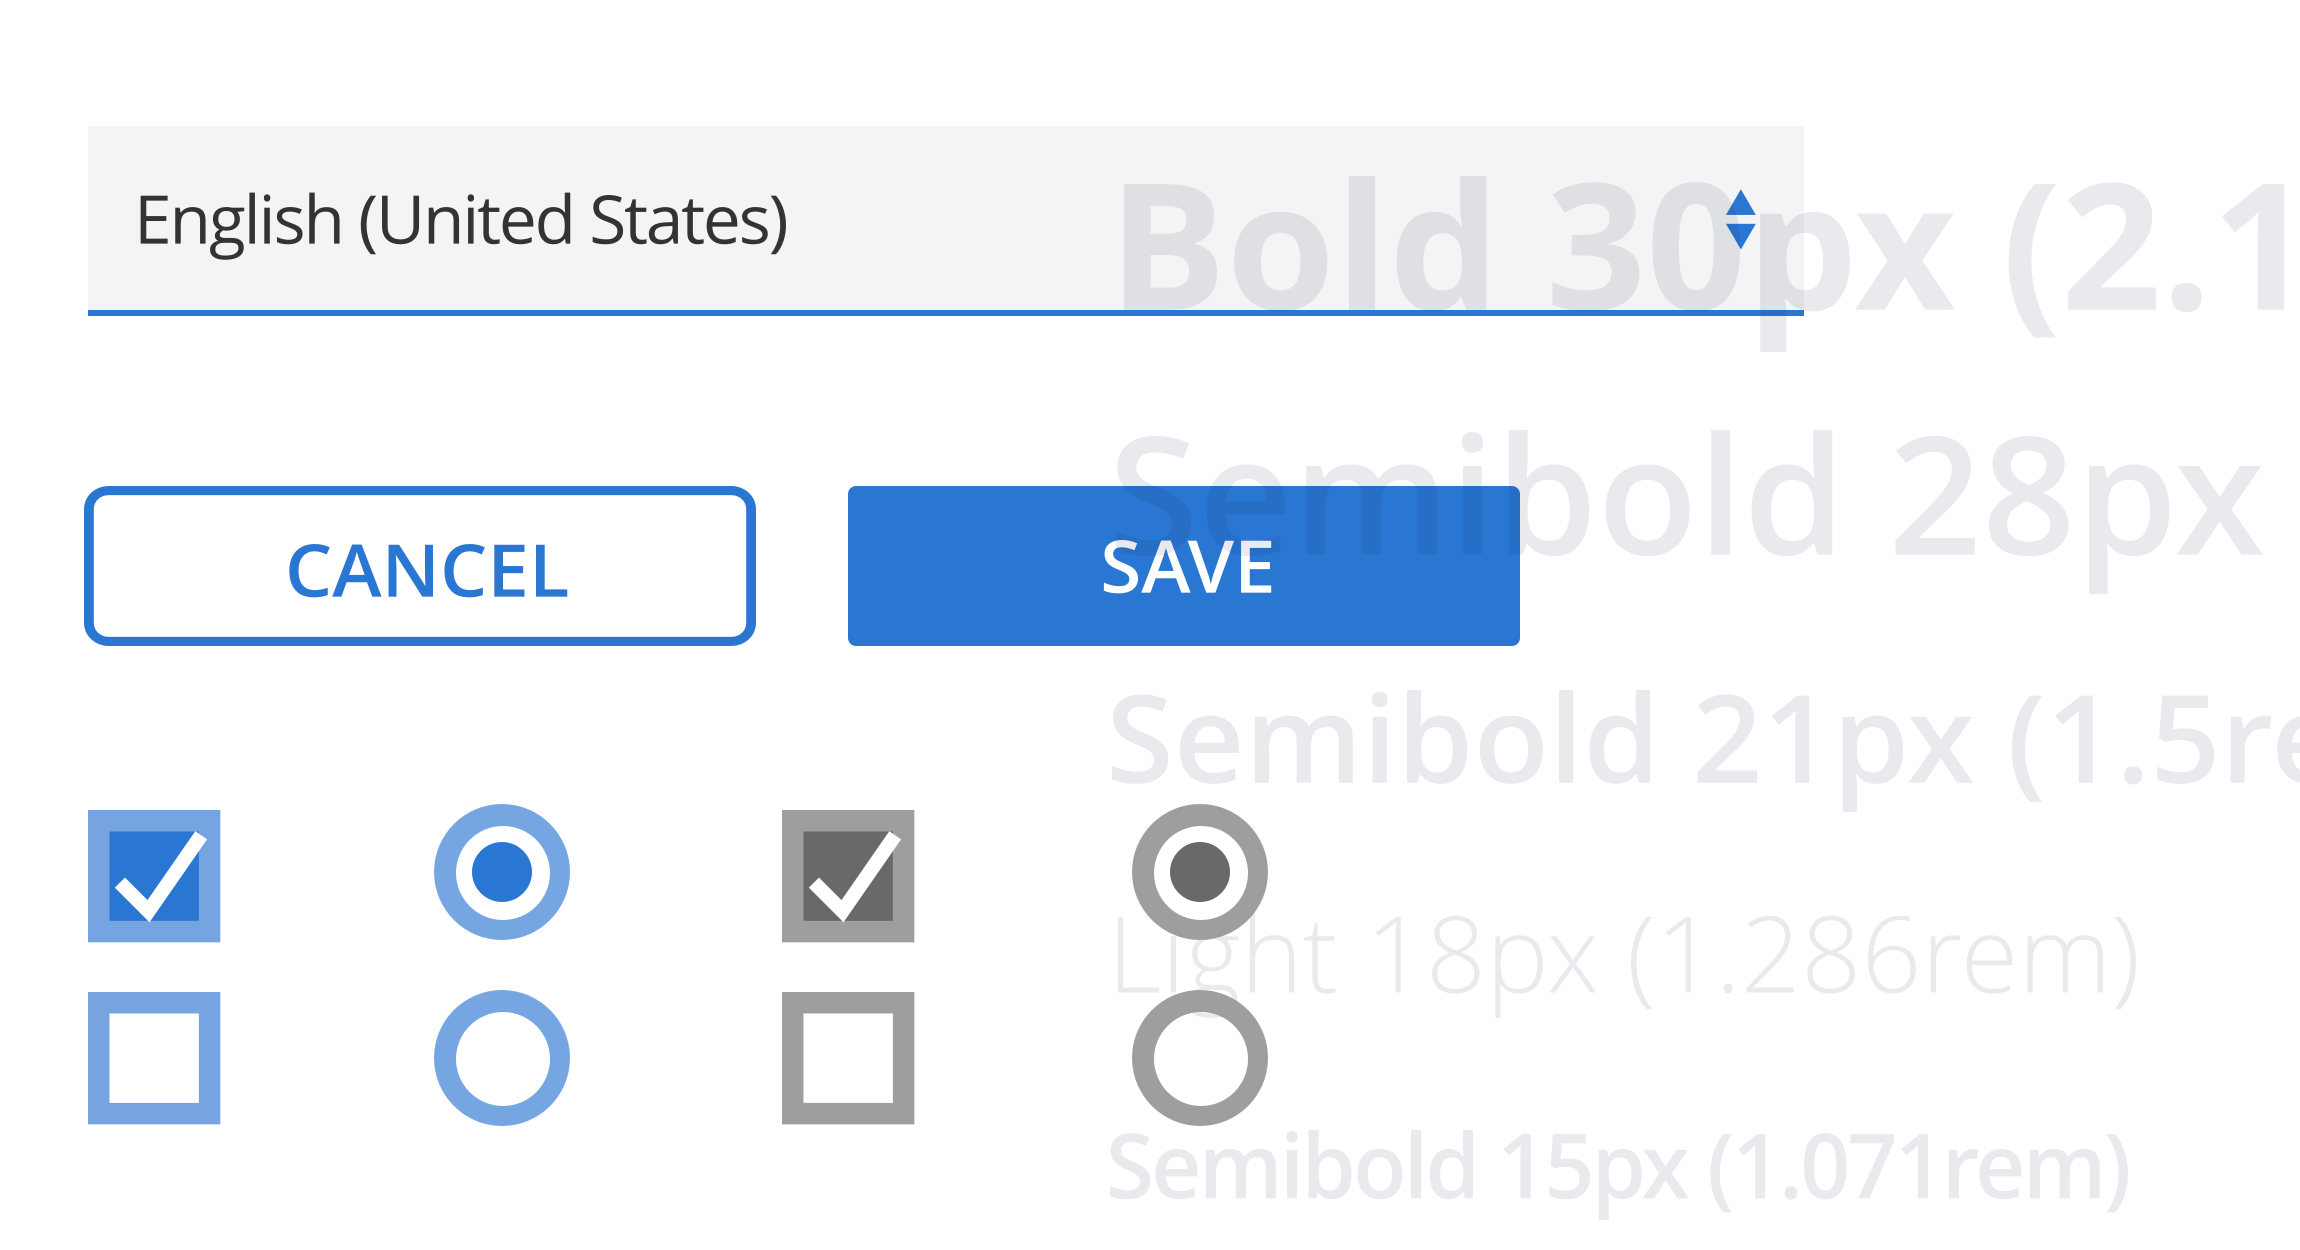 English (United States)
Bold 30px (2.1
CANCEL
SAVE
Semibold 28px
Semibold 21px (1.5re
Light 18px (1.286rem)
Semibold 15px (1.071rem)